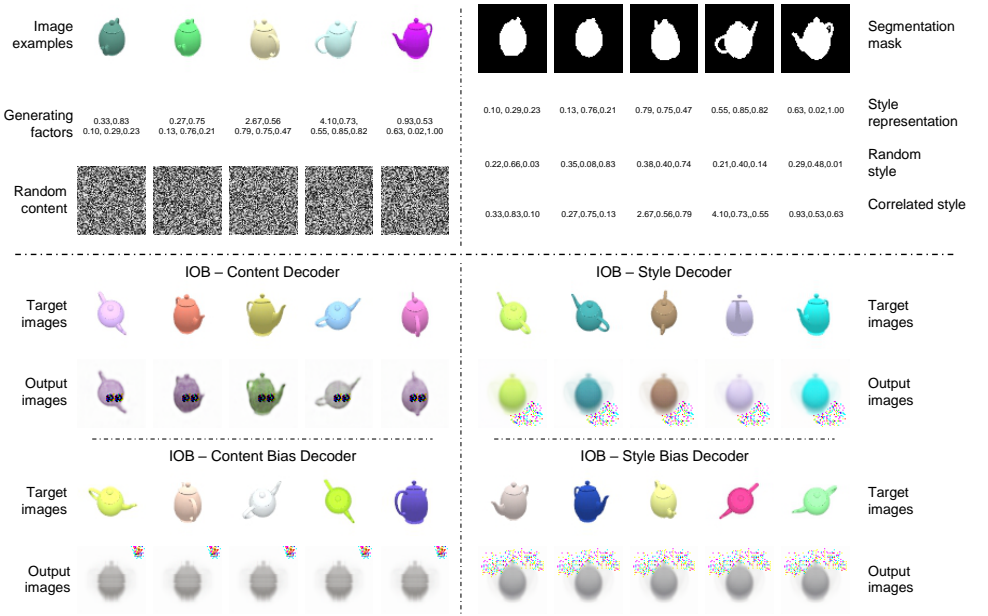 Image
examples
Generating
factors
0.33,0.83
0.10, 0.29,0.23
0.27,0.75
0.13, 0.76,0.21
2.67,0.56
0.79, 0.75,0.47
4.10,0.73,
0.55, 0.85,0.82
0.93,0.53
0.63, 0.02,1.00
Random
content
Segmentation
mask
0.10, 0.29,0.23
0.13, 0.76,0.21
0.79, 0.75,0.47
0.55, 0.85,0.82
0.63, 0.02,1.00
Style
representation
0.22,0.66,0.03
0.35,0.08,0.83
0.38,0.40,0.74
0.21,0.40,0.14
0.29,0.48,0.01
Random
style
0.33,0.83,0.10
0.27,0.75,0.13
2.67,0.56,0.79
4.10,0.73,,0.55
0.93,0.53,0.63
Correlated style
IOB – Content Decoder
Target
images
Output
images
IOB – Style Decoder
Target
images
Output
images
IOB – Content Bias Decoder
Target
images
Output
images
IOB – Style Bias Decoder
Target
images
Output
images